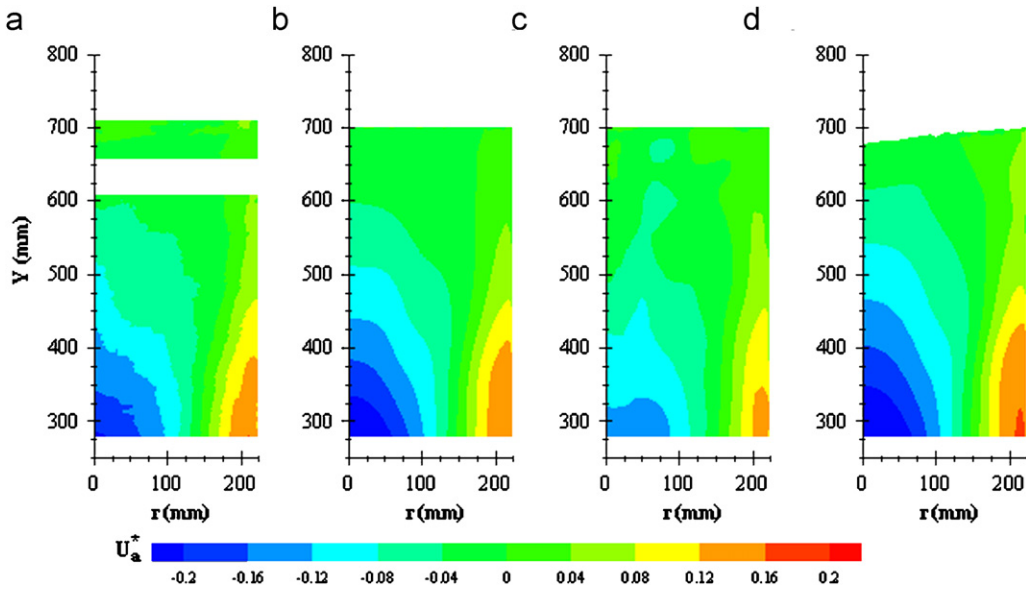 a b c d
800 800 800 800
700 700 700 700
600 600 600 600
500 500 500 500
400 400 400 400
300 300 300 300
Y (mm)
0 100 200 0 100 200 0 100 200 0 100 200
r (mm) r (mm) r (mm) r (mm)
U*a
-0.2 -0.16 -0.12 -0.08 -0.04 0 0.04 0.08 0.12 0.16 0.2